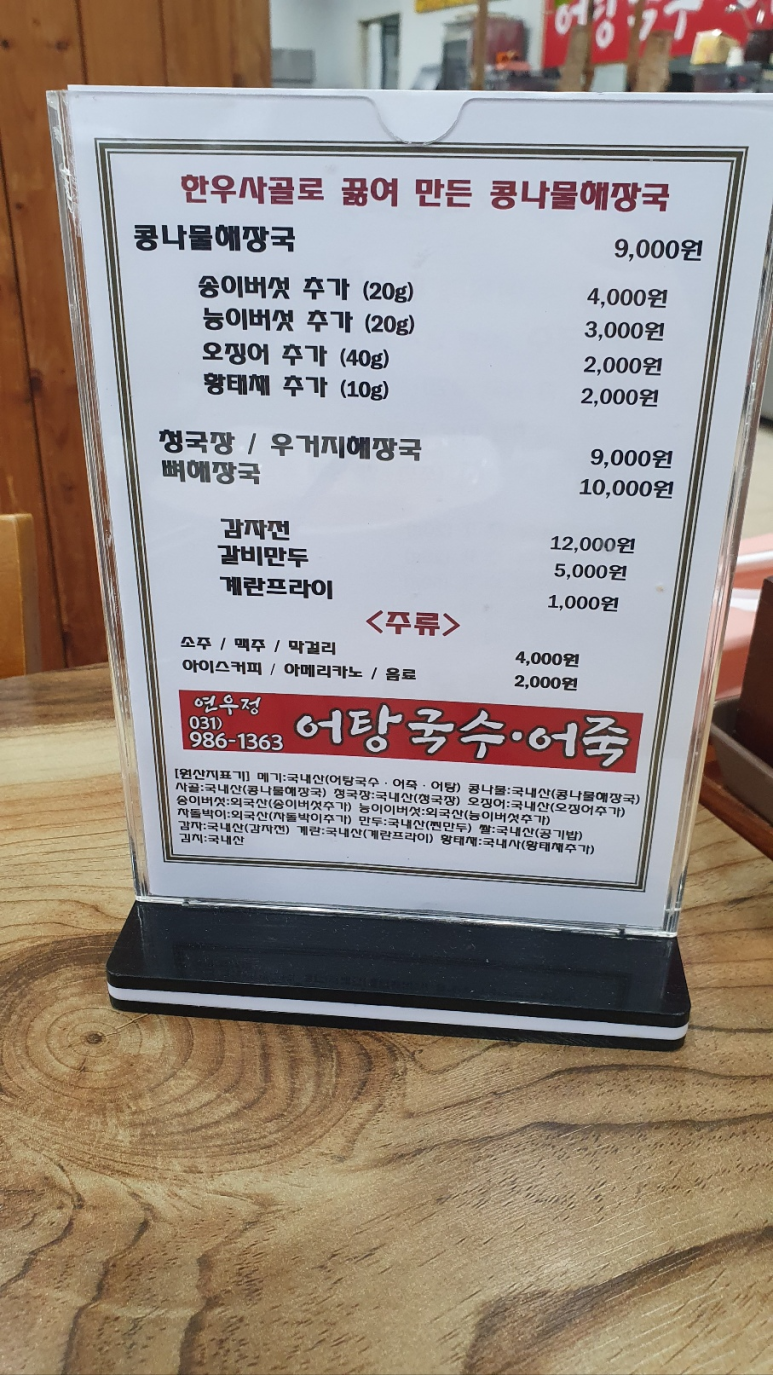 어탕국수·어
한우사골로 끓여 만든 콩나물해장국
콩나물해장국 9,000원
송이버섯 추가 (20g) 4,000원
능이버섯 추가 (20g) 3,000원
오징어 추가 (40g) 2,000원
황태채 추가 (10g) 2,000원
청국장 / 우거지해장국 9,000원
뼈해장국 10,000원
감자전 12,000원
갈비만두 5,000원
계란프라이 1,000원
<주류>
소주 / 맥주 / 막걸리 4,000원
아이스커피 / 아메리카노 / 음료 2,000원
연우정
031)
986-1363 어탕국수·어죽
[원산지표기] 메기:국내산(어탕국수 · 어죽 · 어탕) 콩나물:국내산(콩나물해장국)
사골:국내산(콩나물해장국) 청국장:국내산(청국장) 오징어:국내산(오징어추가)
송이버섯:외국산(송이버섯추가) 능이이버섯:외국산(능이버섯추가)
차돌박이:외국산(차돌박이추가) 만두:국내산(찐만두) 쌀:국내산(공기밥)
감자:국내산(감자전) 계란:국내산(계란프라이) 황태채:국내사(황태채추가)
김치:국내산